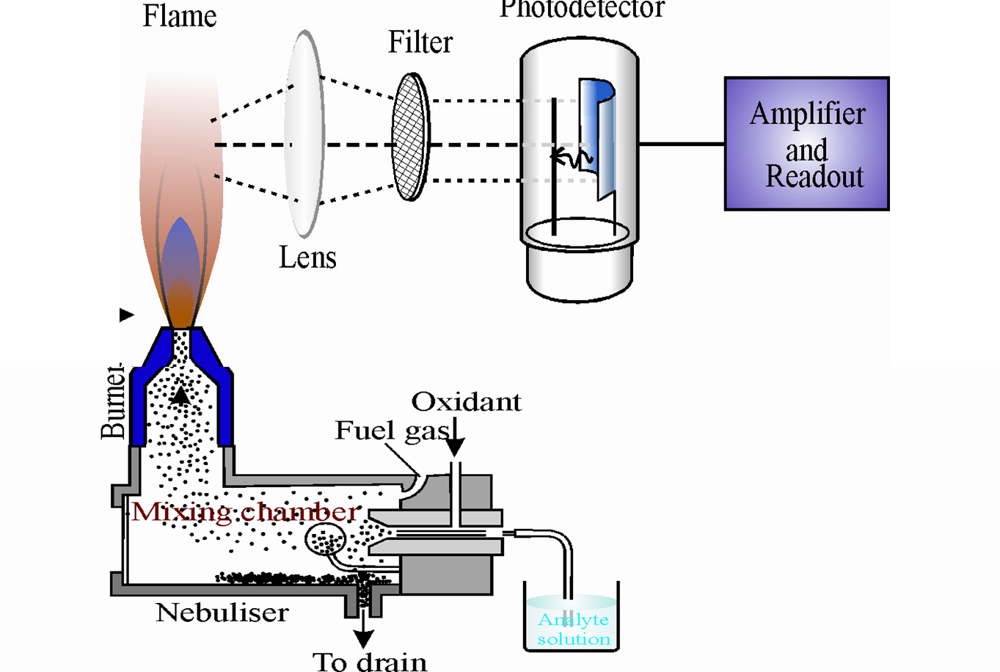 Flame
Filter
Photodetector
Lens
Amplifier
and
Readout
Burner
Oxidant
Fuel gas
Mixing chamber
Nebuliser
Analyte
solution
To drain